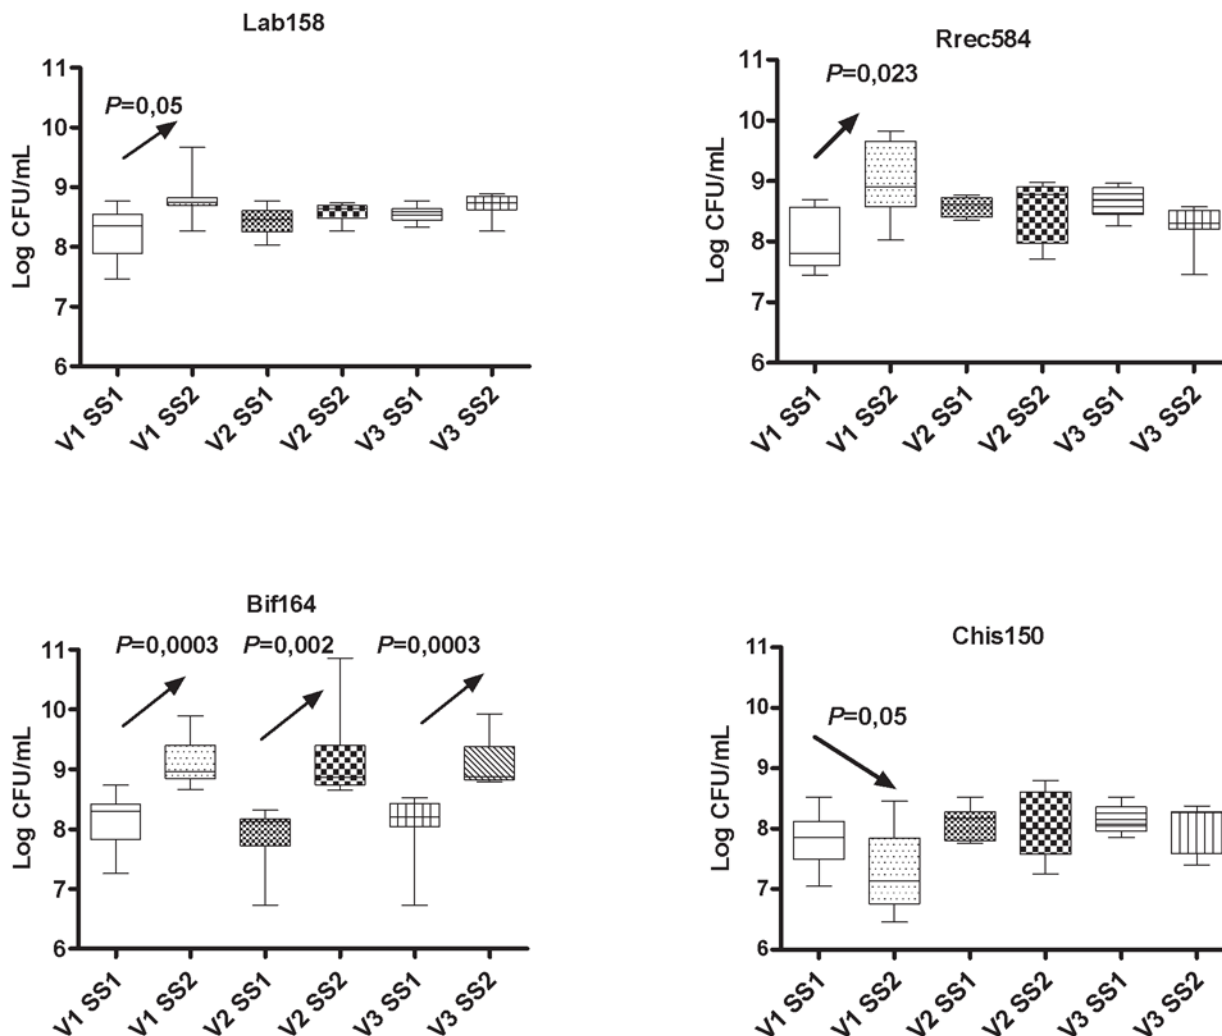 Lab158
P=0,05
Log CFU/mL
11
10
9
8
7
6
V1 SS1
V1 SS2
V2 SS1
V2 SS2
V3 SS1
V3 SS2
Rrec584
P=0,023
Log CFU/mL
11
10
9
8
7
6
V1 SS1
V1 SS2
V2 SS1
V2 SS2
V3 SS1
V3 SS2
Bif164
P=0,0003 P=0,002 P=0,0003
Log CFU/mL
11
10
9
8
7
6
V1 SS1
V1 SS2
V2 SS1
V2 SS2
V3 SS1
V3 SS2
Chis150
P=0,05
Log CFU/mL
11
10
9
8
7
6
V1 SS1
V1 SS2
V2 SS1
V2 SS2
V3 SS1
V3 SS2